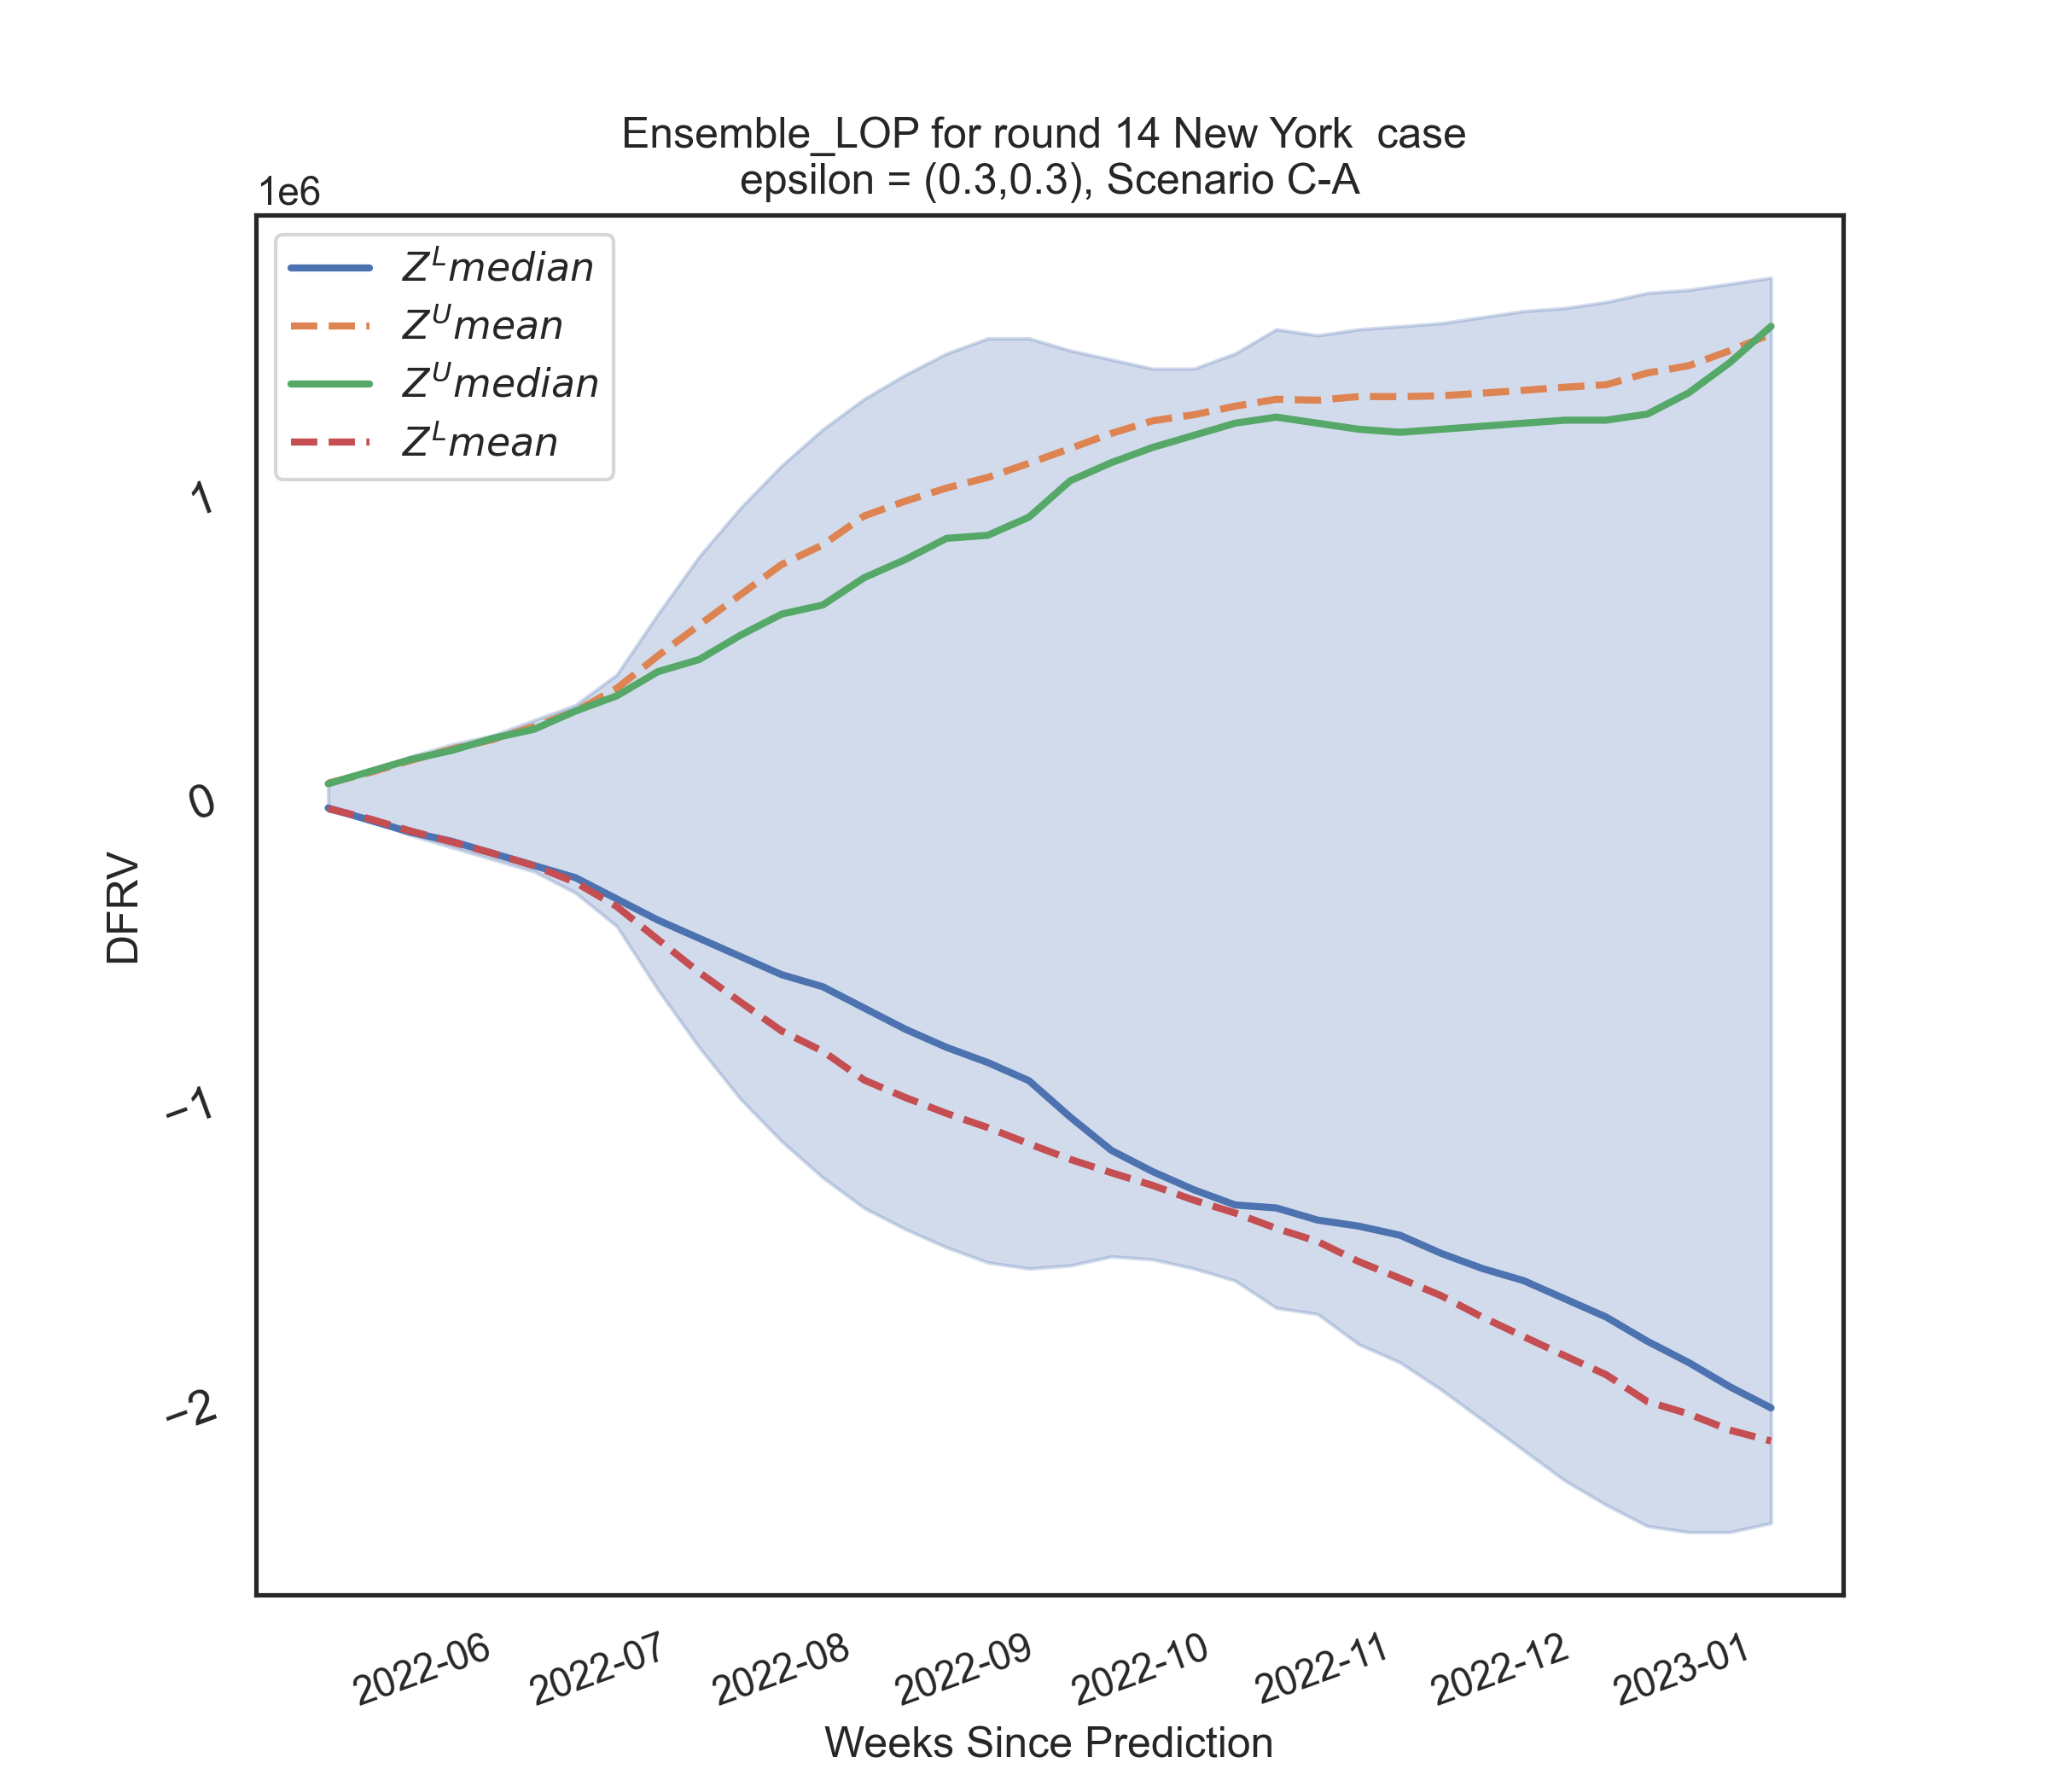 Ensemble_LOP for round 14 New York  case
epsilon = (0.3,0.3), Scenario C-A
1e6
Z^L median
Z^U mean
Z^U median
Z^L mean
1
0
−1
−2
DFRV
2022-06
2022-07
2022-08
2022-09
2022-10
2022-11
2022-12
2023-01
Weeks Since Prediction